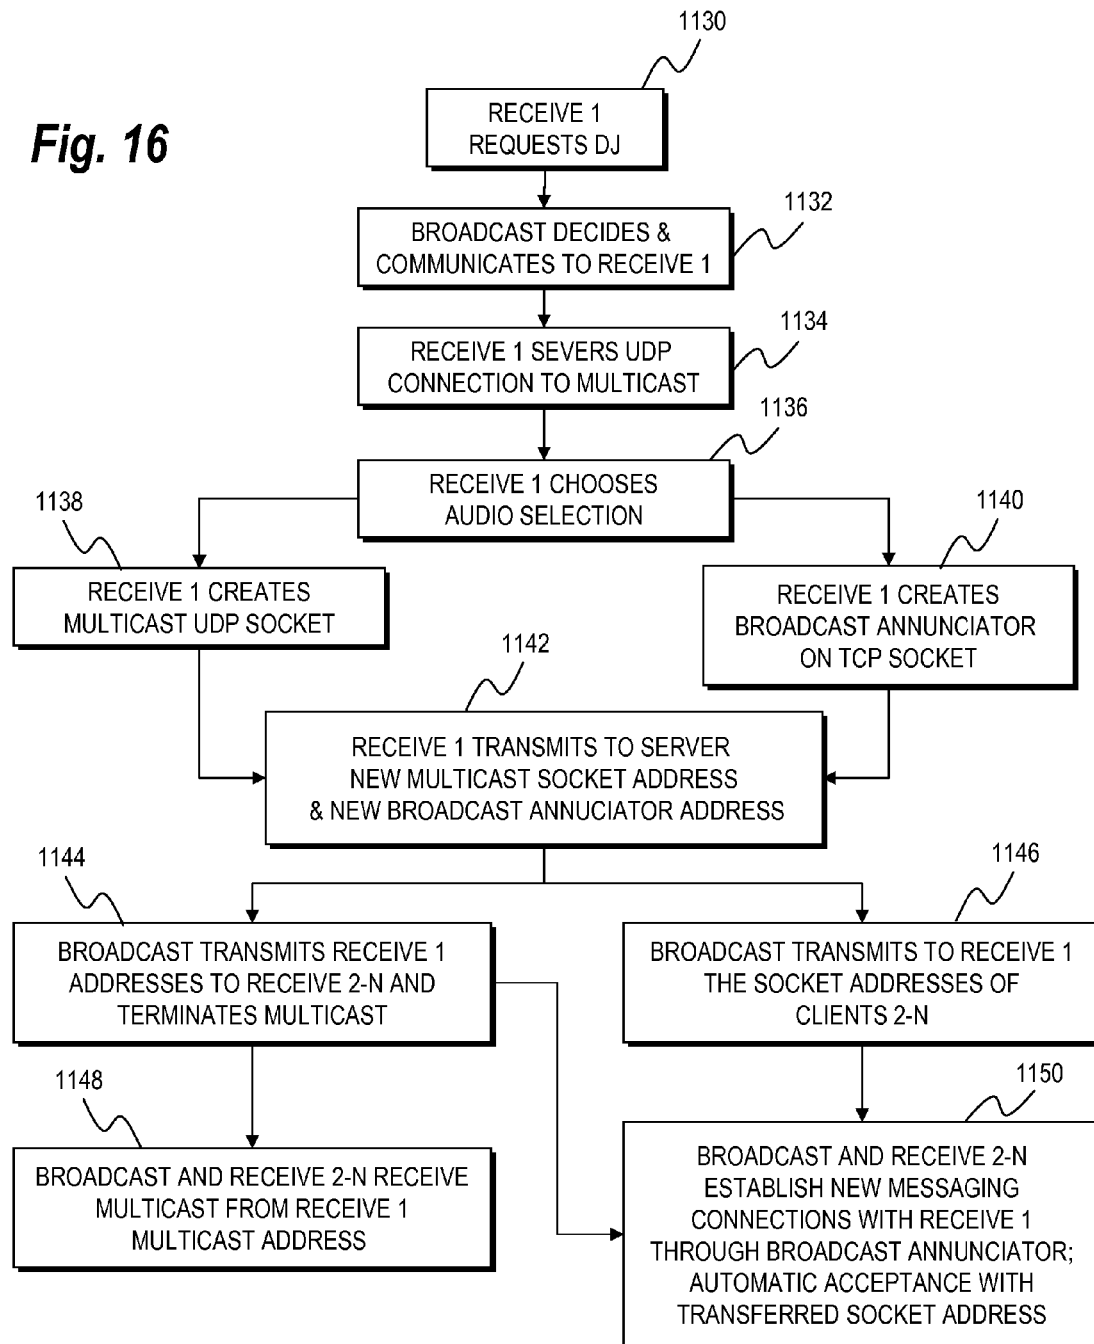 Fig. 16
1130
RECEIVE 1
REQUESTS DJ
1132
BROADCAST DECIDES &
COMMUNICATES TO RECEIVE 1
1134
RECEIVE 1 SEVERS UDP
CONNECTION TO MULTICAST
1136
RECEIVE 1 CHOOSES
AUDIO SELECTION
1138
RECEIVE 1 CREATES
MULTICAST UDP SOCKET
1140
RECEIVE 1 CREATES
BROADCAST ANNUNCIATOR
ON TCP SOCKET
1142
RECEIVE 1 TRANSMITS TO SERVER
NEW MULTICAST SOCKET ADDRESS
& NEW BROADCAST ANNUCIATOR ADDRESS
1144
BROADCAST TRANSMITS RECEIVE 1
ADDRESSES TO RECEIVE 2-N AND
TERMINATES MULTICAST
1146
BROADCAST TRANSMITS TO RECEIVE 1
THE SOCKET ADDRESSES OF
CLIENTS 2-N
1148
BROADCAST AND RECEIVE 2-N RECEIVE
MULTICAST FROM RECEIVE 1
MULTICAST ADDRESS
1150
BROADCAST AND RECEIVE 2-N
ESTABLISH NEW MESSAGING
CONNECTIONS WITH RECEIVE 1
THROUGH BROADCAST ANNUNCIATOR;
AUTOMATIC ACCEPTANCE WITH
TRANSFERRED SOCKET ADDRESS